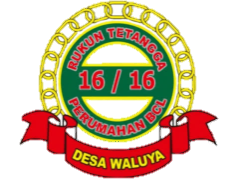 RUKUN TETANGGA
16 / 16
PERUMAHAN BCL
DESA WALUYA